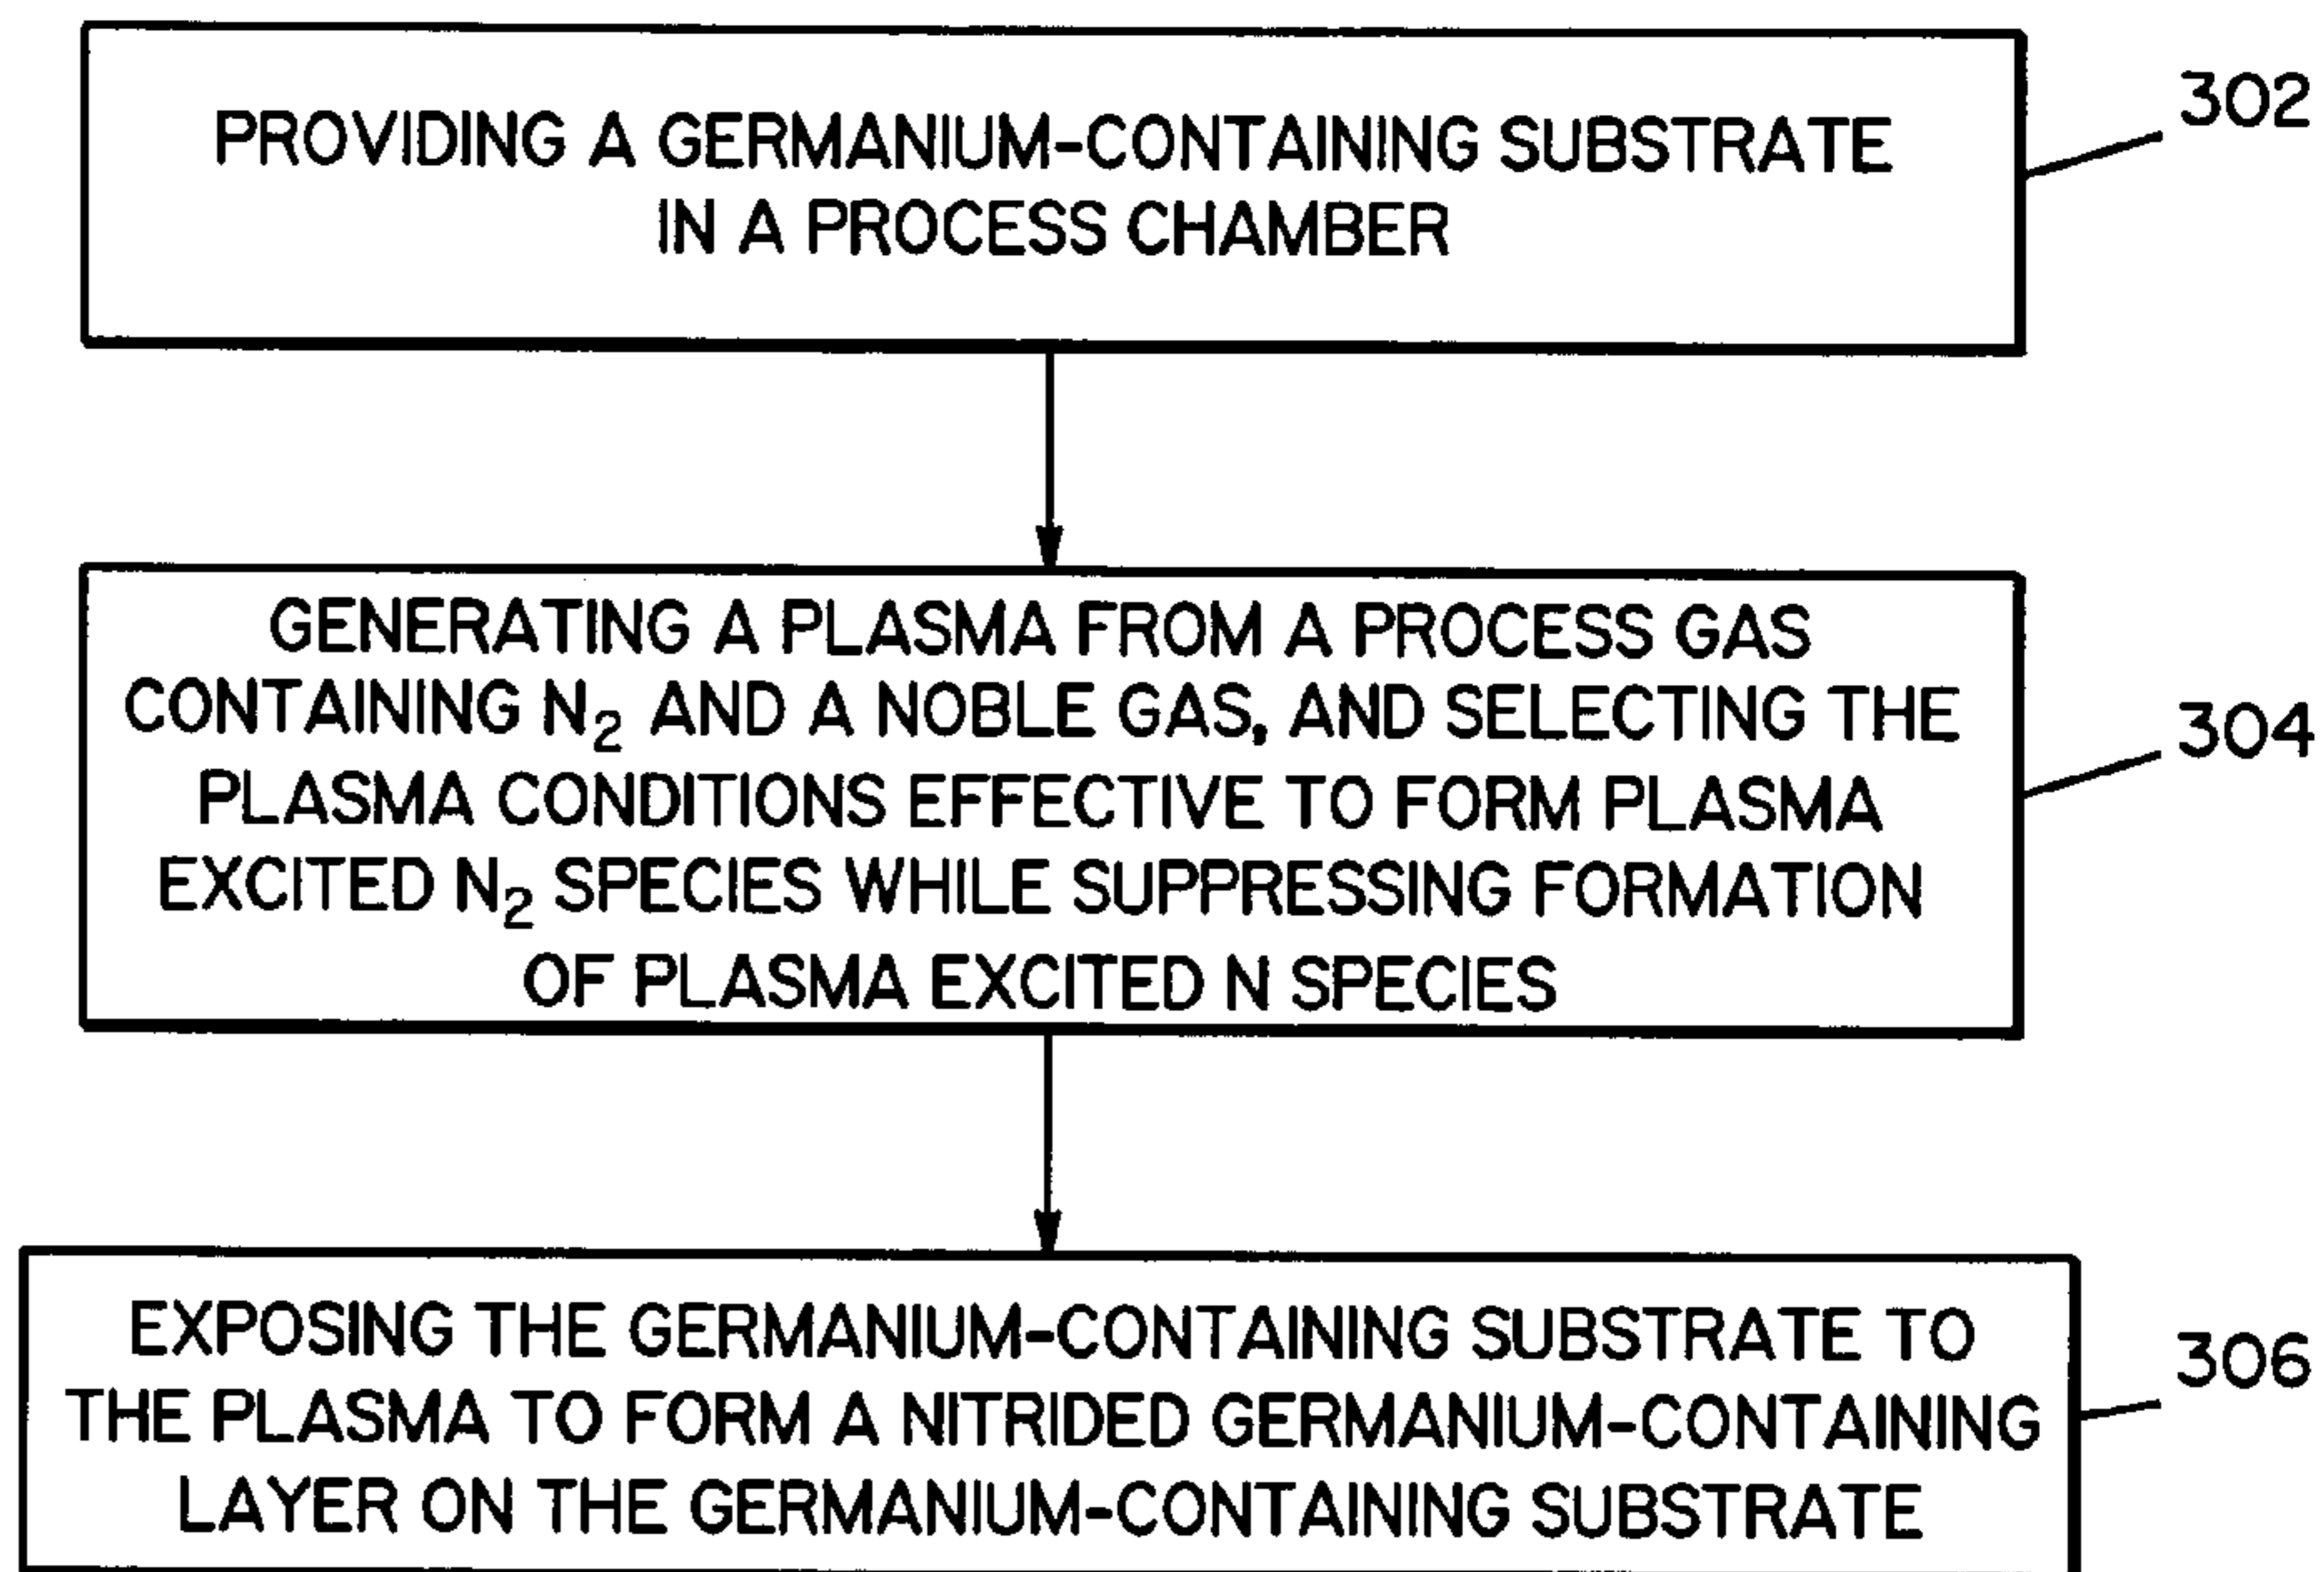 PROVIDING A GERMANIUM-CONTAINING SUBSTRATE
IN A PROCESS CHAMBER
302
GENERATING A PLASMA FROM A PROCESS GAS
CONTAINING N₂ AND A NOBLE GAS, AND SELECTING THE
PLASMA CONDITIONS EFFECTIVE TO FORM PLASMA
EXCITED N₂ SPECIES WHILE SUPPRESSING FORMATION
OF PLASMA EXCITED N SPECIES
304
EXPOSING THE GERMANIUM-CONTAINING SUBSTRATE TO
THE PLASMA TO FORM A NITRIDED GERMANIUM-CONTAINING
LAYER ON THE GERMANIUM-CONTAINING SUBSTRATE
306